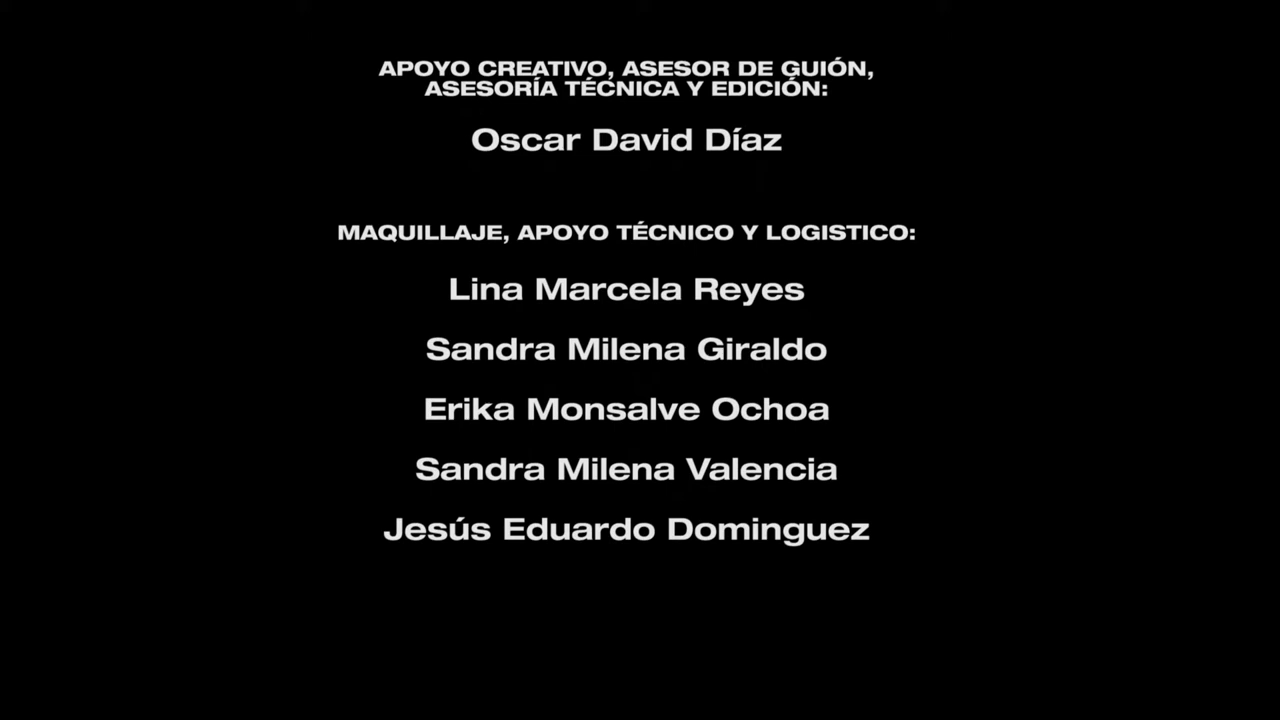 APOYO CREATIVO, ASESOR DE GUIÓN,
ASESORÍA TÉCNICA Y EDICIÓN:
Oscar David Díaz
MAQUILLAJE, APOYO TÉCNICO Y LOGISTICO:
Lina Marcela Reyes
Sandra Milena Giraldo
Erika Monsalve Ochoa
Sandra Milena Valencia
Jesús Eduardo Dominguez